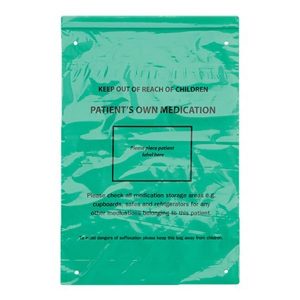 KEEP OUT OF REACH OF CHILDREN
PATIENT'S OWN MEDICATION
Please place patient
label here
Please check all medication storage areas e.g.
cupboards, safes and refrigerators for any
other medications belonging to this patient.
To avoid dangers of suffocation please keep this bag away from children.